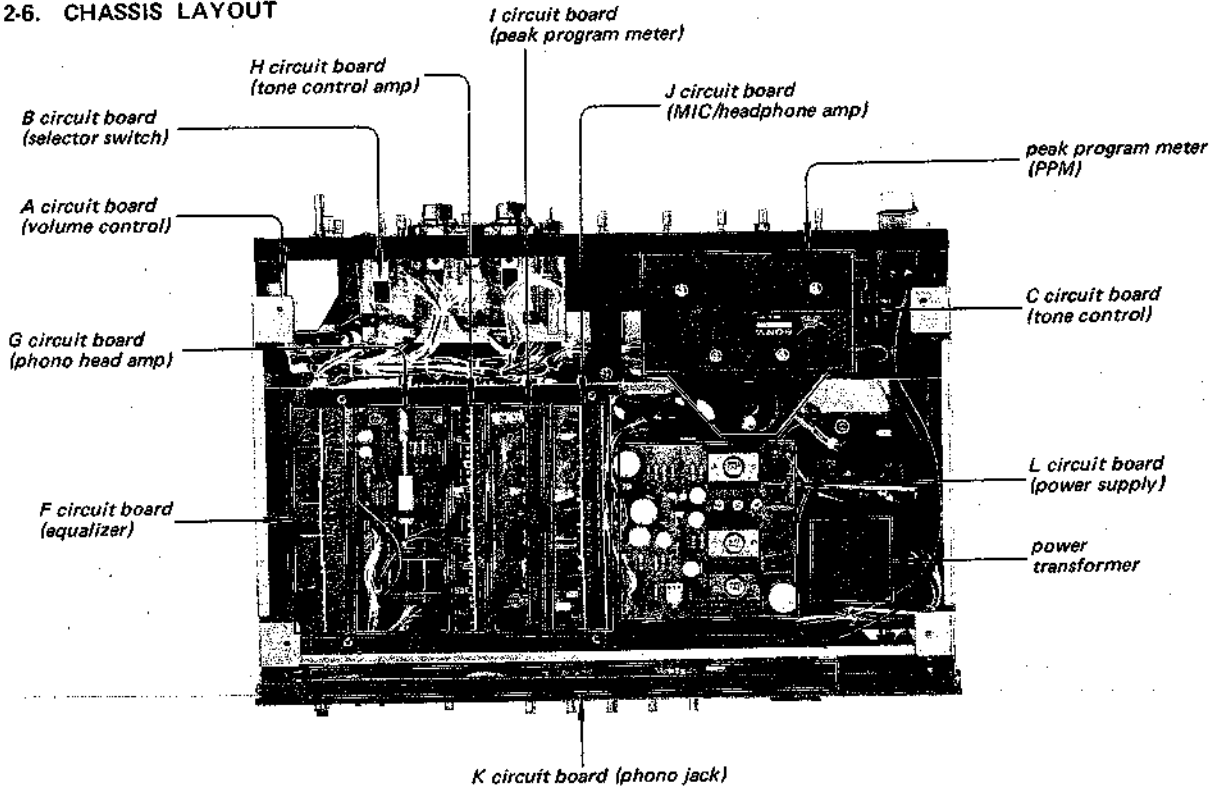 2-6. CHASSIS LAYOUT
I circuit board
(peak program meter)
H circuit board
(tone control amp)
J circuit board
(MIC/headphone amp)
B circuit board
(selector switch)
peak program meter
(PPM)
A circuit board
(volume control)
C circuit board
(tone control)
SONY
G circuit board
(phono head amp)
L circuit board
(power supply)
F circuit board
(equalizer)
power
transformer
K circuit board (phono jack)